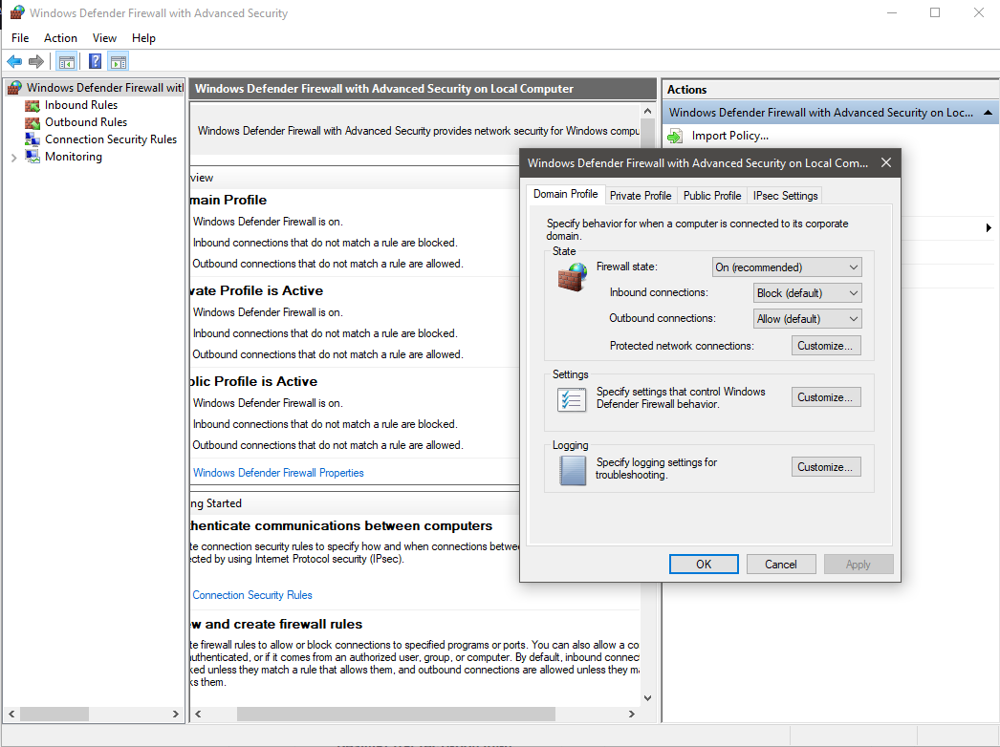 Windows Defender Firewall with Advanced Security
File Action View Help
Windows Defender Firewall with
Inbound Rules
Outbound Rules
Connection Security Rules
Monitoring
Windows Defender Firewall with Advanced Security on Local Computer
Windows Defender Firewall with Advanced Security provides network security for Windows compu
view
main Profile
Windows Defender Firewall is on.
Inbound connections that do not match a rule are blocked.
Outbound connections that do not match a rule are allowed.
vate Profile is Active
Windows Defender Firewall is on.
Inbound connections that do not match a rule are blocked.
Outbound connections that do not match a rule are allowed.
blic Profile is Active
Windows Defender Firewall is on.
Inbound connections that do not match a rule are blocked.
Outbound connections that do not match a rule are allowed.
Windows Defender Firewall Properties
ng Started
thenticate communications between computers
te connection security rules to specify how and when connections betwee
cted by using Internet Protocol security (IPsec).
Connection Security Rules
w and create firewall rules
te firewall rules to allow or block connections to specified programs or ports. You can also allow a co
uthenticated, or if it comes from an authorized user, group, or computer. By default, inbound connec
ked unless they match a rule that allows them, and outbound connections are allowed unless they m
ks them.
Actions
Windows Defender Firewall with Advanced Security on Loc...
Import Policy...
Windows Defender Firewall with Advanced Security on Local Com...
Domain Profile Private Profile Public Profile IPsec Settings
Specify behavior for when a computer is connected to its corporate
domain.
State
Firewall state: On (recommended)
Inbound connections: Block (default)
Outbound connections: Allow (default)
Protected network connections: Customize...
Settings
Specify settings that control Windows
Defender Firewall behavior.
Customize...
Logging
Specify logging settings for
troubleshooting.
Customize...
OK Cancel Apply